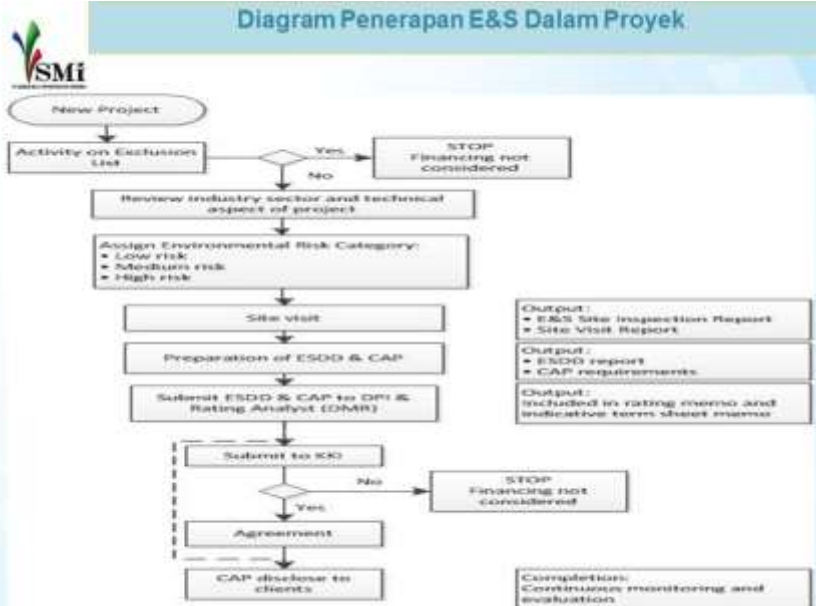 Diagram Penerapan E&S Dalam Proyek
SMi
New Project
Activity on Exclusion
List
Yes
No
STOP
Financing not
considered
Review industry sector and technical
aspect of project
Assign Environmental Risk Category:
• Low risk
• Medium risk
• High risk
Site visit
Output:
• E&S Site Inspection Report
• Site Visit Report
Preparation of ESDD & CAP
Output:
• ESDD report
• CAP requirements
Submit ESDD & CAP to DPI &
Rating Analyst (DMR)
Output:
Included in rating memo and
indicative term sheet memo
Submit to KKI
No
Yes
STOP
Financing not
considered
Agreement
CAP disclose to
clients
Completion:
Continuous monitoring and
evaluation